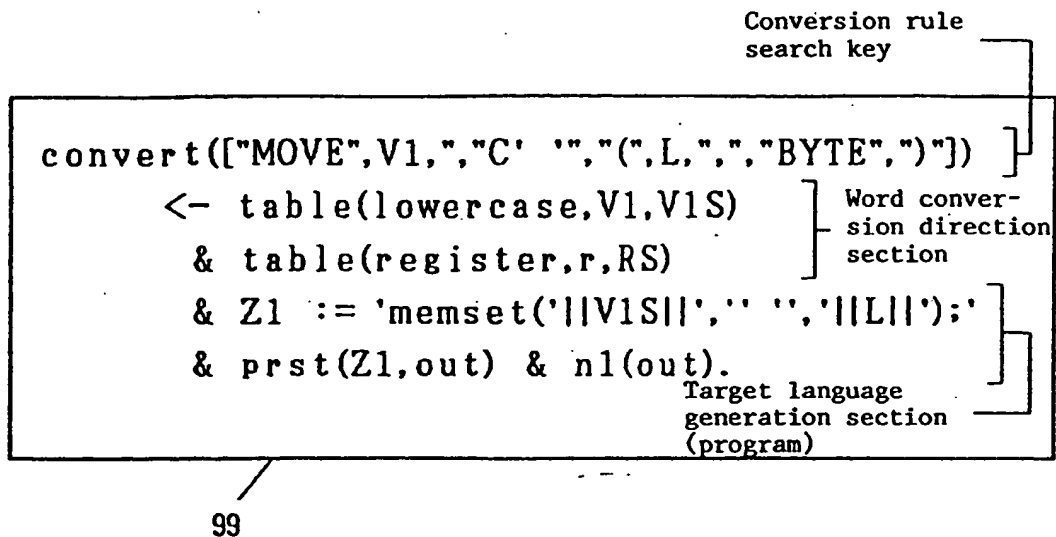 Conversion rule
search key
convert(["MOVE",V1,",","C' '","(",L,",","BYTE",")"])
<- table(lowercase,V1,V1S)
& table(register,r,RS)
Word conver-
sion direction
section
& Z1 := 'memset('||V1S||','' '','||L||');'
& prst(Z1,out) & nl(out).
Target language
generation section
(program)
99